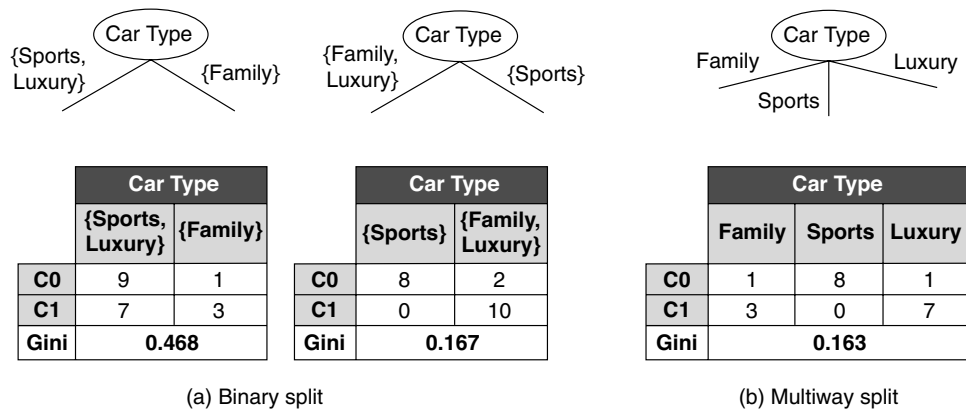 Car Type
{Sports,
Luxury}
{Family}
Car Type
{Family,
Luxury}
{Sports}
Car Type
Family
Sports
Luxury
Car Type
{Sports,
Luxury}
{Family}
C0 9 1
C1 7 3
Gini 0.468
Car Type
{Sports}
{Family,
Luxury}
C0 8 2
C1 0 10
Gini 0.167
Car Type
Family Sports Luxury
C0 1 8 1
C1 3 0 7
Gini 0.163
(a) Binary split
(b) Multiway split